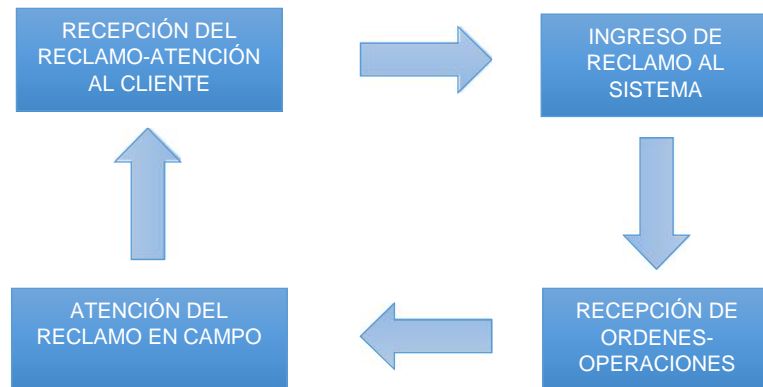 RECEPCIÓN DEL
RECLAMO-ATENCIÓN
AL CLIENTE
INGRESO DE
RECLAMO AL
SISTEMA
ATENCIÓN DEL
RECLAMO EN CAMPO
RECEPCIÓN DE
ORDENES-
OPERACIONES